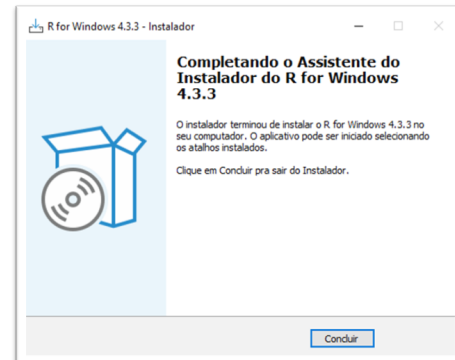 R for Windows 4.3.3 - Instalador
Completando o Assistente do
Instalador do R for Windows
4.3.3
O instalador terminou de instalar o R for Windows 4.3.3 no
seu computador. O aplicativo pode ser iniciado selecionando
os atalhos instalados.
Clique em Concluir pra sair do Instalador.
Concluir